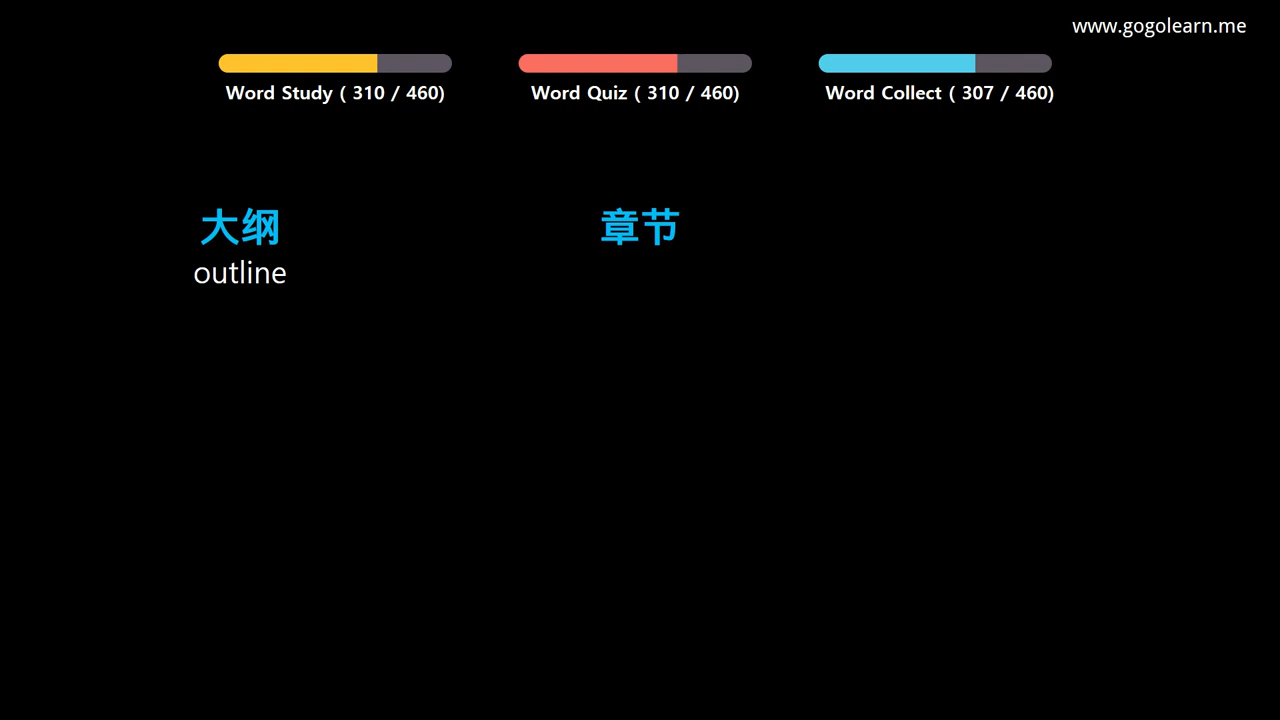 www.gogolearn.me
Word Study ( 310 / 460)
Word Quiz ( 310 / 460)
Word Collect ( 307 / 460)
大纲
outline
章节